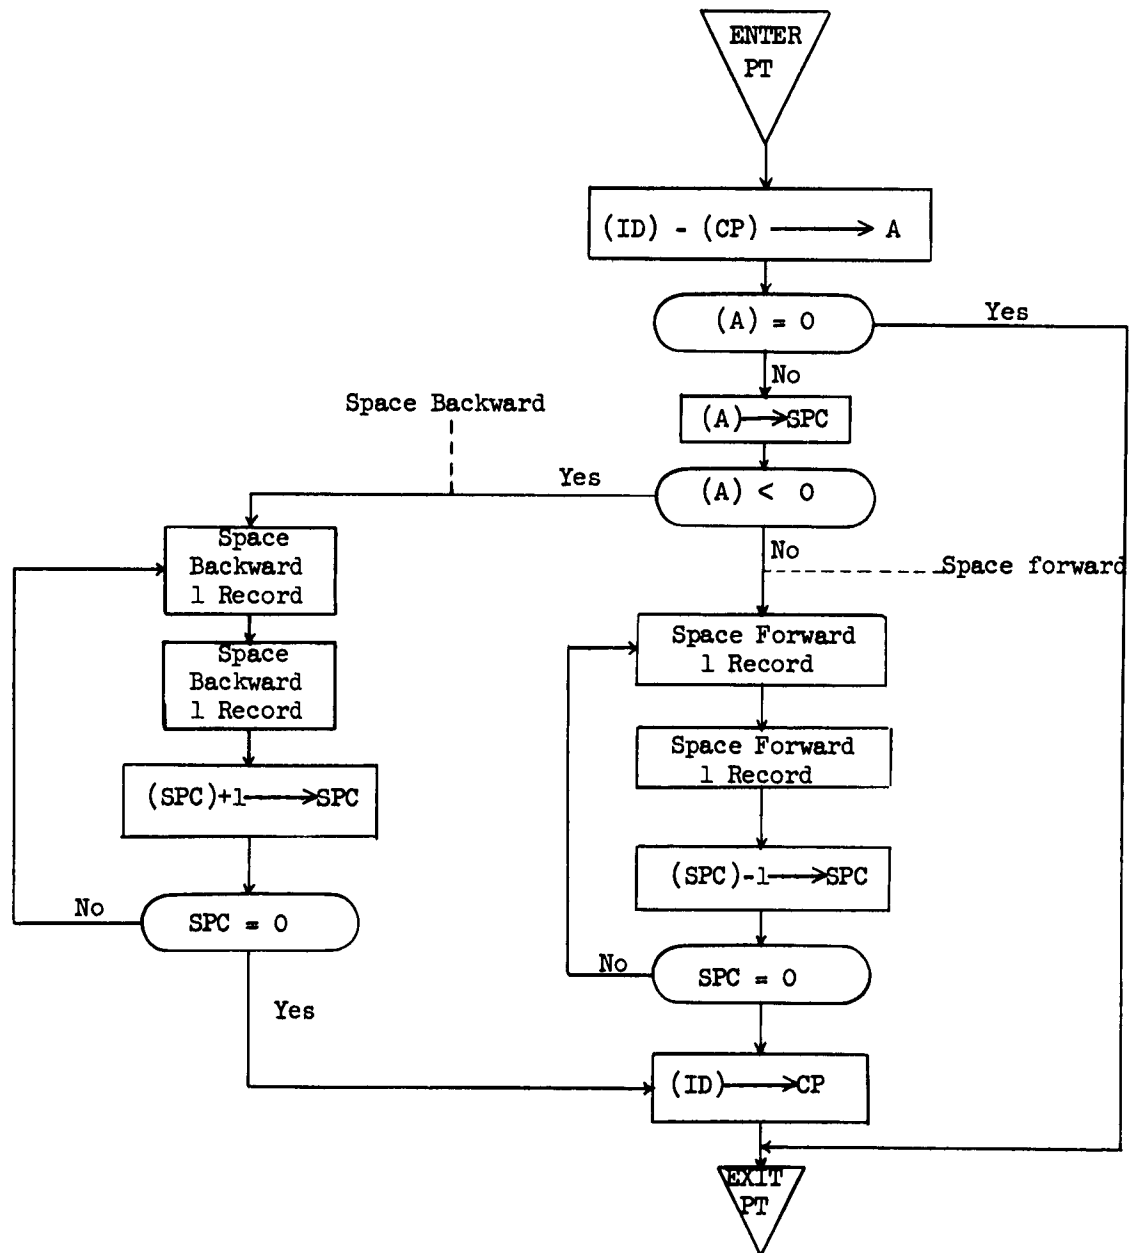 ENTER
PT
(ID) - (CP) ⟶ A
(A) = 0
Yes
No
(A)⟶SPC
Space Backward
(A) < 0
Yes
No
Space forward
Space
Backward
1 Record
Space
Backward
1 Record
(SPC)+1⟶SPC
SPC = 0
No
Yes
Space Forward
1 Record
Space Forward
1 Record
(SPC)-1⟶SPC
SPC = 0
No
(ID)⟶CP
EXIT
PT